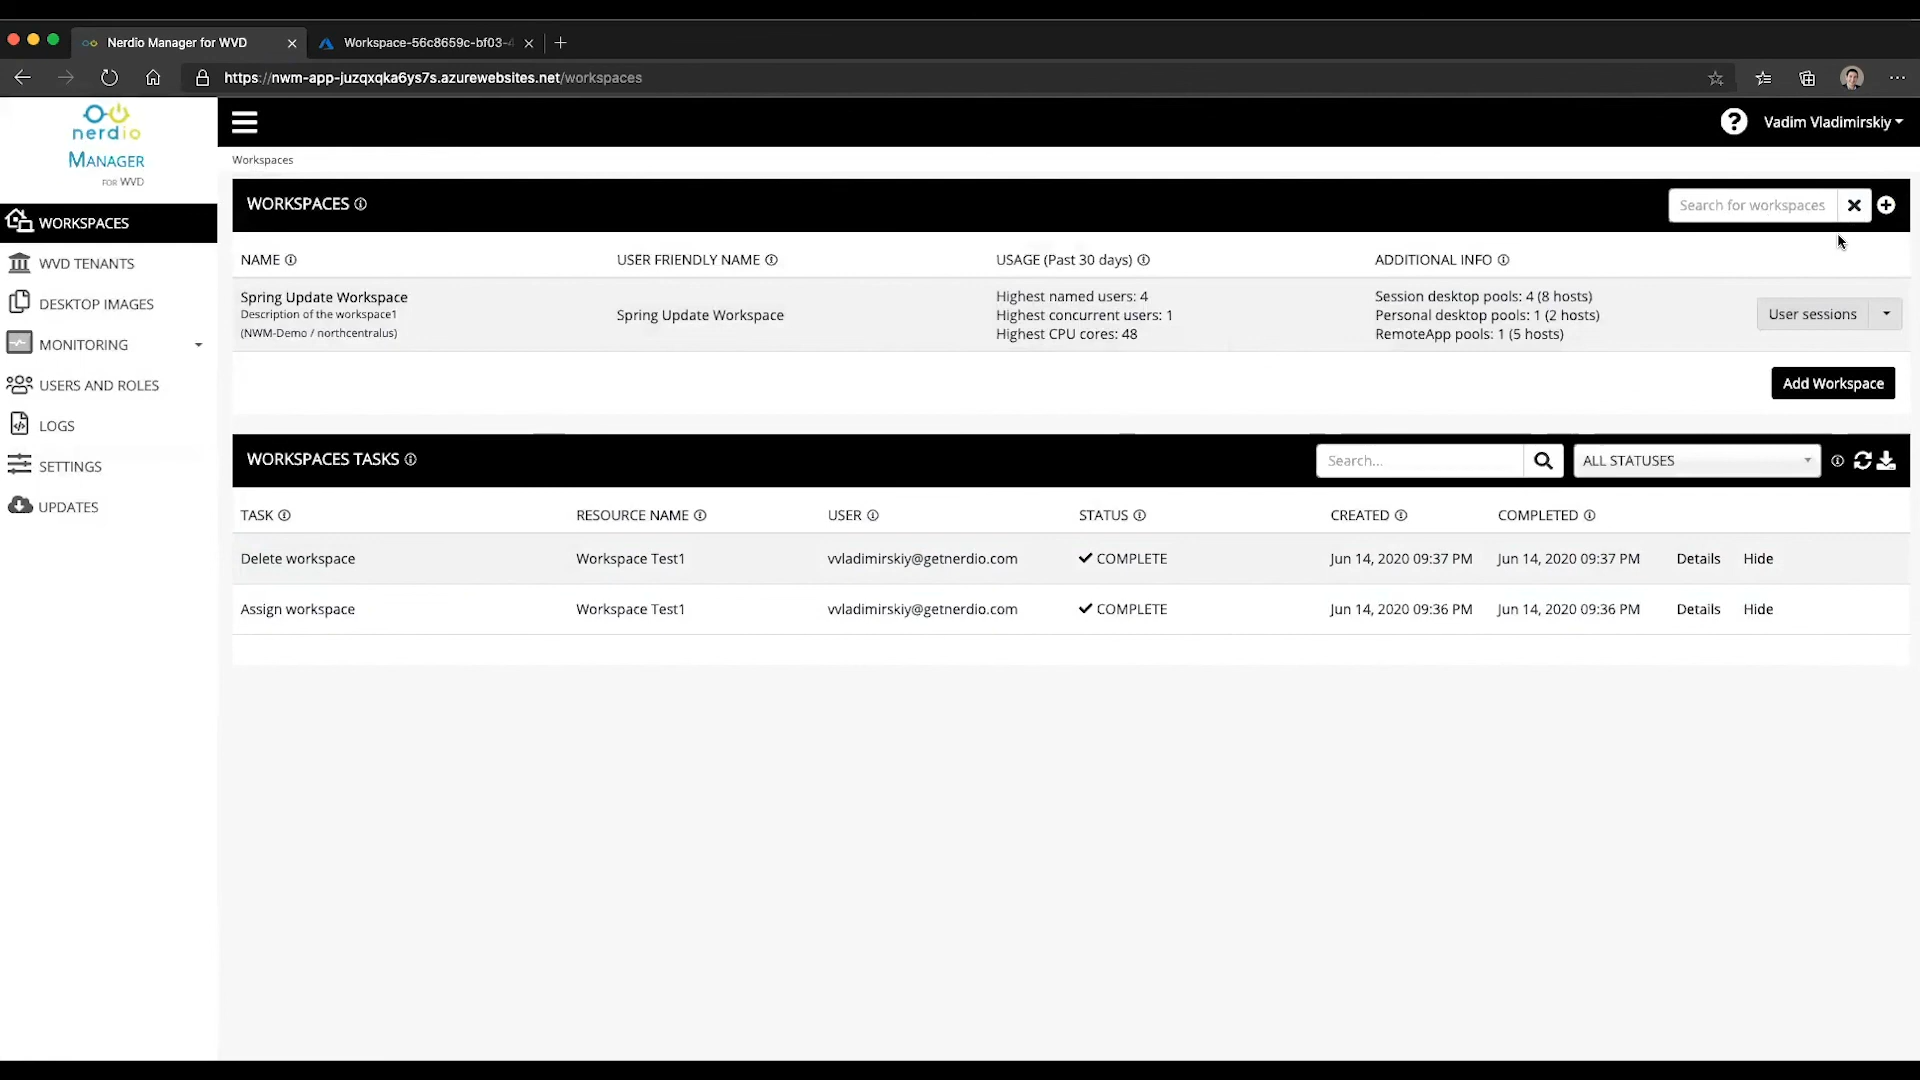 Nerdio Manager for WVD
Workspace-56c8659c-bf03-4
https://nwm-app-juzqxqka6ys7s.azurewebsites.net/workspaces
nerdio
MANAGER
FOR WVD
? Vadim Vladimirskiy
Workspaces
WORKSPACES
WVD TENANTS
DESKTOP IMAGES
MONITORING
USERS AND ROLES
LOGS
SETTINGS
UPDATES
WORKSPACES
Search for workspaces
NAME USER FRIENDLY NAME USAGE (Past 30 days) ADDITIONAL INFO
Spring Update Workspace
Description of the workspace1
(NWM-Demo / northcentralus)
Spring Update Workspace
Highest named users: 4
Highest concurrent users: 1
Highest CPU cores: 48
Session desktop pools: 4 (8 hosts)
Personal desktop pools: 1 (2 hosts)
RemoteApp pools: 1 (5 hosts)
User sessions
Add Workspace
WORKSPACES TASKS
Search...
ALL STATUSES
TASK RESOURCE NAME USER STATUS CREATED COMPLETED
Delete workspace Workspace Test1 vvladimirskiy@getnerdio.com COMPLETE Jun 14, 2020 09:37 PM Jun 14, 2020 09:37 PM Details Hide
Assign workspace Workspace Test1 vvladimirskiy@getnerdio.com COMPLETE Jun 14, 2020 09:36 PM Jun 14, 2020 09:36 PM Details Hide